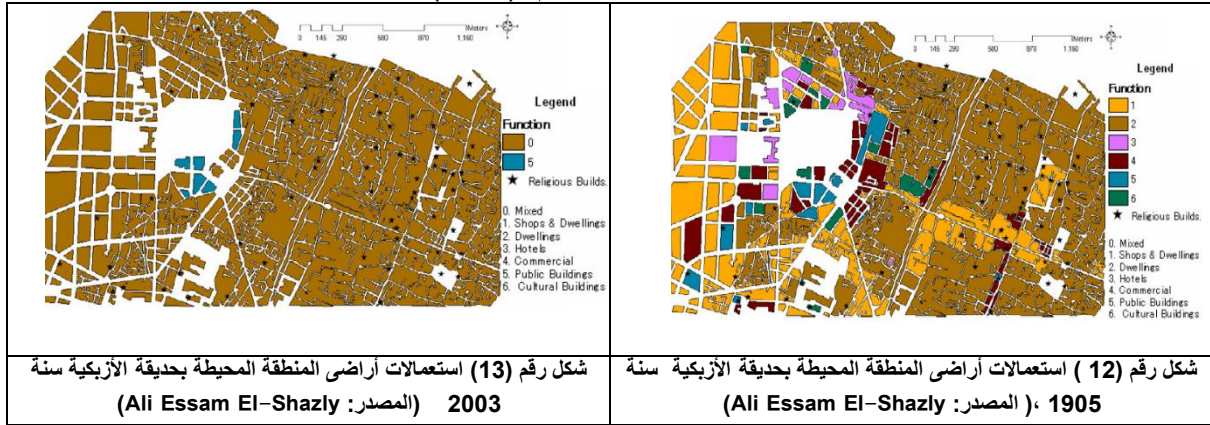 0 145 290 580 870 1,160 Meters
Legend
Function
0
5
★ Religious Builds.
0. Mixed
1. Shops & Dwellings
2. Dwellings
3. Hotels
4. Commercial
5. Public Buildings
6. Cultural Buildings
شكل رقم (13) استعمالات أراضى المنطقة المحيطة بحديقة الأزبكية سنة
2003 (المصدر: Ali Essam El-Shazly)
0 145 290 580 870 1,160 Meters
Legend
Function
1
2
3
4
5
6
★ Religious Builds.
0. Mixed
1. Shops & Dwellings
2. Dwellings
3. Hotels
4. Commercial
5. Public Buildings
6. Cultural Buildings
شكل رقم (12 ) استعمالات أراضى المنطقة المحيطة بحديقة الأزبكية سنة
1905 ،( المصدر: Ali Essam El-Shazly)